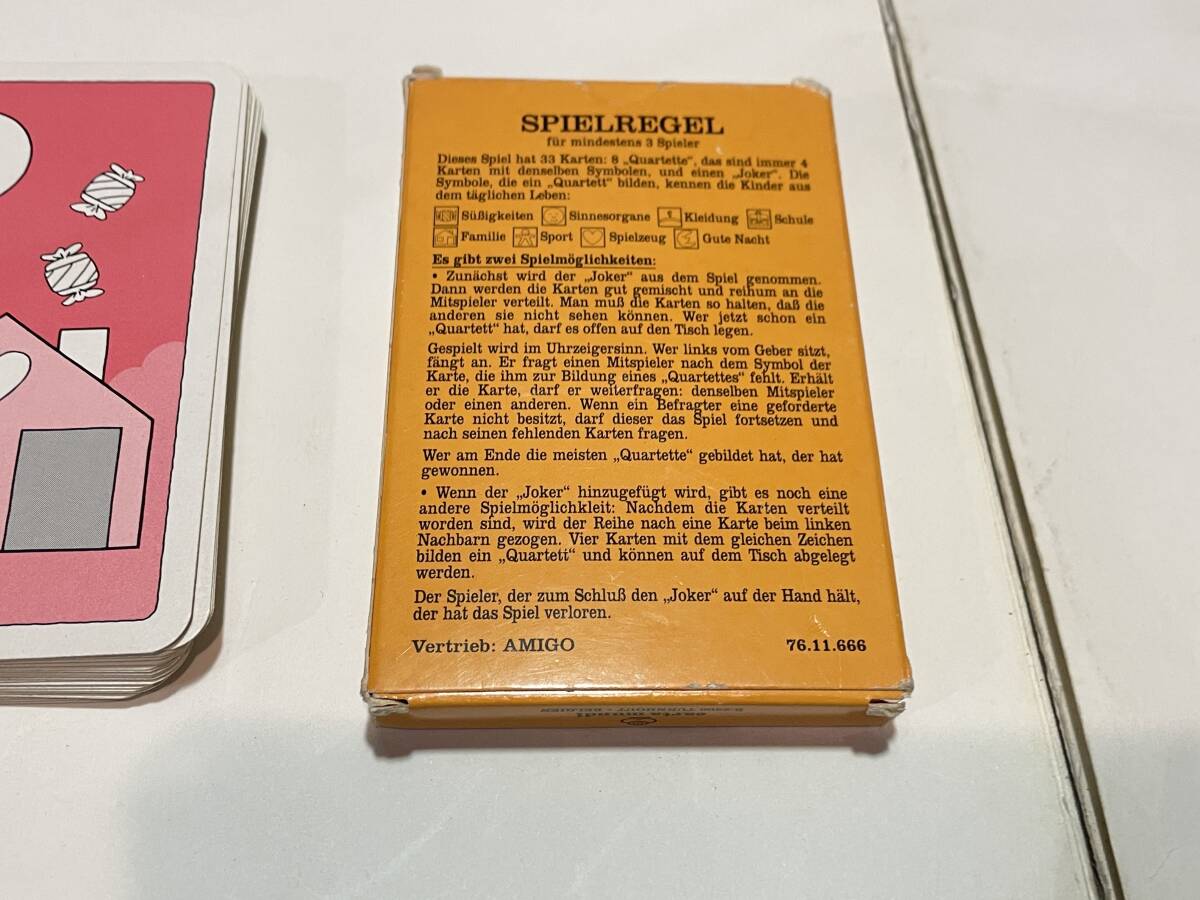 SPIELREGEL
für mindestens 3 Spieler
Dieses Spiel hat 33 Karten: 8 „Quartette“, das sind immer 4
Karten mit denselben Symbolen, und einen „Joker“. Die
Symbole, die ein „Quartett“ bilden, kennen die Kinder aus
dem täglichen Leben:
Süßigkeiten Sinnesorgane Kleidung Schule
Familie Sport Spielzeug Gute Nacht
Es gibt zwei Spielmöglichkeiten:
• Zunächst wird der „Joker“ aus dem Spiel genommen.
Dann werden die Karten gut gemischt und reihum an die
Mitspieler verteilt. Man muß die Karten so halten, daß die
anderen sie nicht sehen können. Wer jetzt schon ein
„Quartett“ hat, darf es offen auf den Tisch legen.
Gespielt wird im Uhrzeigersinn. Wer links vom Geber sitzt,
fängt an. Er fragt einen Mitspieler nach dem Symbol der
Karte, die ihm zur Bildung eines „Quartettes“ fehlt. Erhält
er die Karte, darf er weiterfragen: denselben Mitspieler
oder einen anderen. Wenn ein Befragter eine geforderte
Karte nicht besitzt, darf dieser das Spiel fortsetzen und
nach seinen fehlenden Karten fragen.
Wer am Ende die meisten „Quartette“ gebildet hat, der hat
gewonnen.
• Wenn der „Joker“ hinzugefügt wird, gibt es noch eine
andere Spielmöglichkleit: Nachdem die Karten verteilt
worden sind, wird der Reihe nach eine Karte beim linken
Nachbarn gezogen. Vier Karten mit dem gleichen Zeichen
bilden ein „Quartett“ und können auf dem Tisch abgelegt
werden.
Der Spieler, der zum Schluß den „Joker“ auf der Hand hält,
der hat das Spiel verloren.
Vertrieb: AMIGO 76.11.666
carta mundi
TURNHOUT - BELGIEN